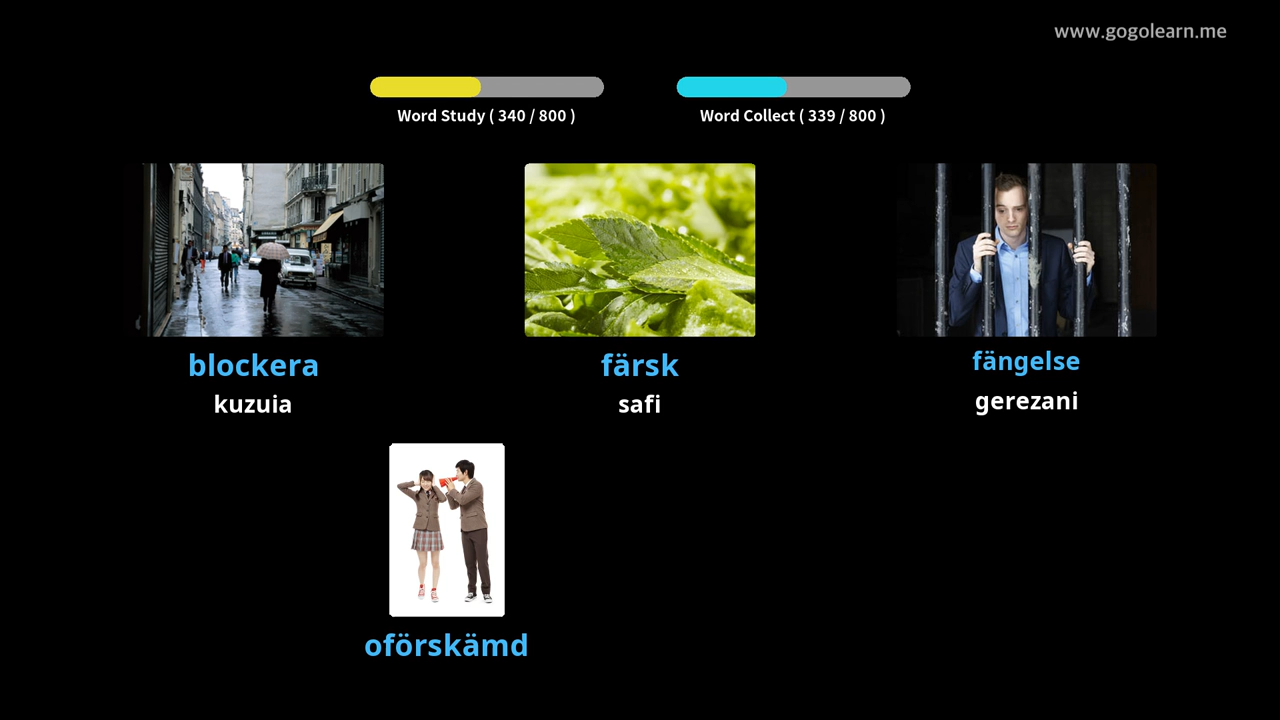 www.gogolearn.me
Word Study ( 340 / 800 )
Word Collect ( 339 / 800 )
blockera
kuzuia
färsk
safi
fängelse
gerezani
oförskämd